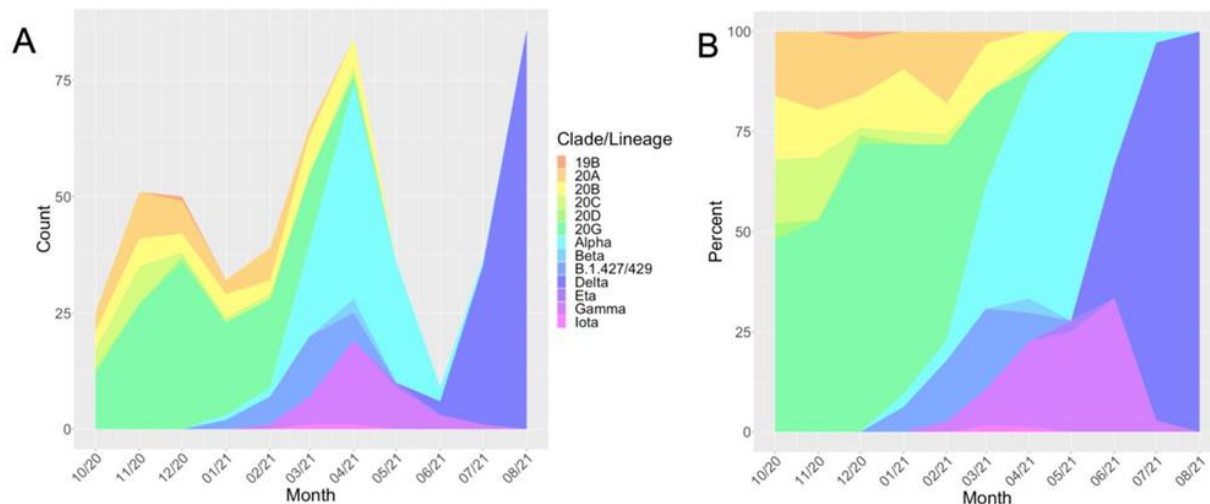 A
Count
75
50
25
0
10/20
11/20
12/20
01/21
02/21
03/21
04/21
05/21
06/21
07/21
08/21
Month
Clade/Lineage
19B
20A
20B
20C
20D
20G
Alpha
Beta
B.1.427/429
Delta
Eta
Gamma
Iota
B
Percent
100
75
50
25
0
10/20
11/20
12/20
01/21
02/21
03/21
04/21
05/21
06/21
07/21
08/21
Month